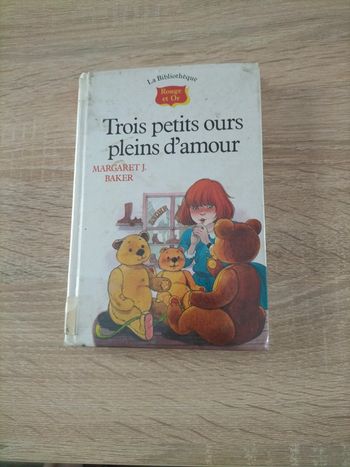 La Bibliothèque
Rouge
et Or
Trois petits ours
pleins d'amour
MARGARET J.
BAKER